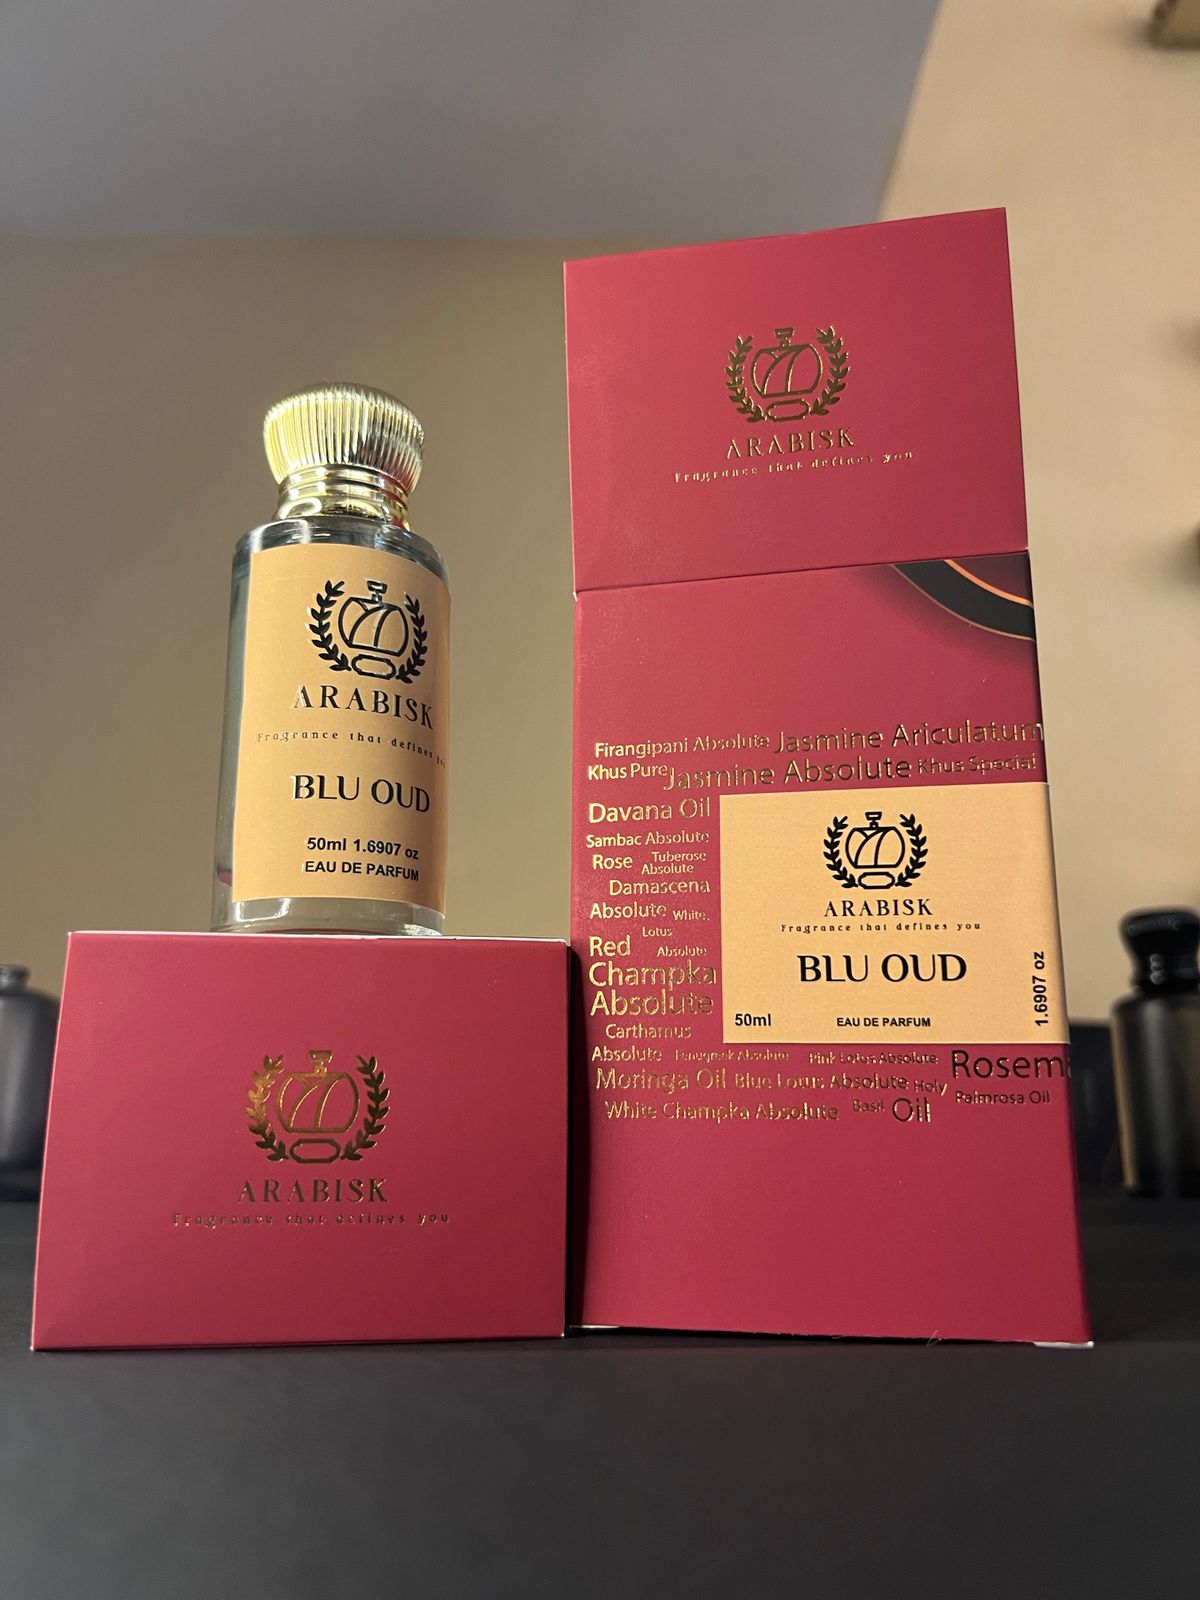 ARABISK
Fragrance that defines you
BLU OUD
50ml 1.6907 oz
EAU DE PARFUM
ARABISK
Fragrance that defines you
ARABISK
Fragrance that defines you
Firangipani Absolute Jasmine Ariculatum
Khus Pure Jasmine Absolute Khus Special
Davana Oil
Sambac Absolute
Rose Tuberose
Absolute
Damascena
Absolute White
Lotus
Red Absolute
Champka
Absolute
Carthamus
Absolute Fenugreek Absolute Pink Lotus Absolute Rosem
Moringa Oil Blue Lotus Absolute Holy Palmrosa Oil
White Champka Absolute Basil Oil
ARABISK
Fragrance that defines you
BLU OUD
50ml EAU DE PARFUM
1.6907 oz